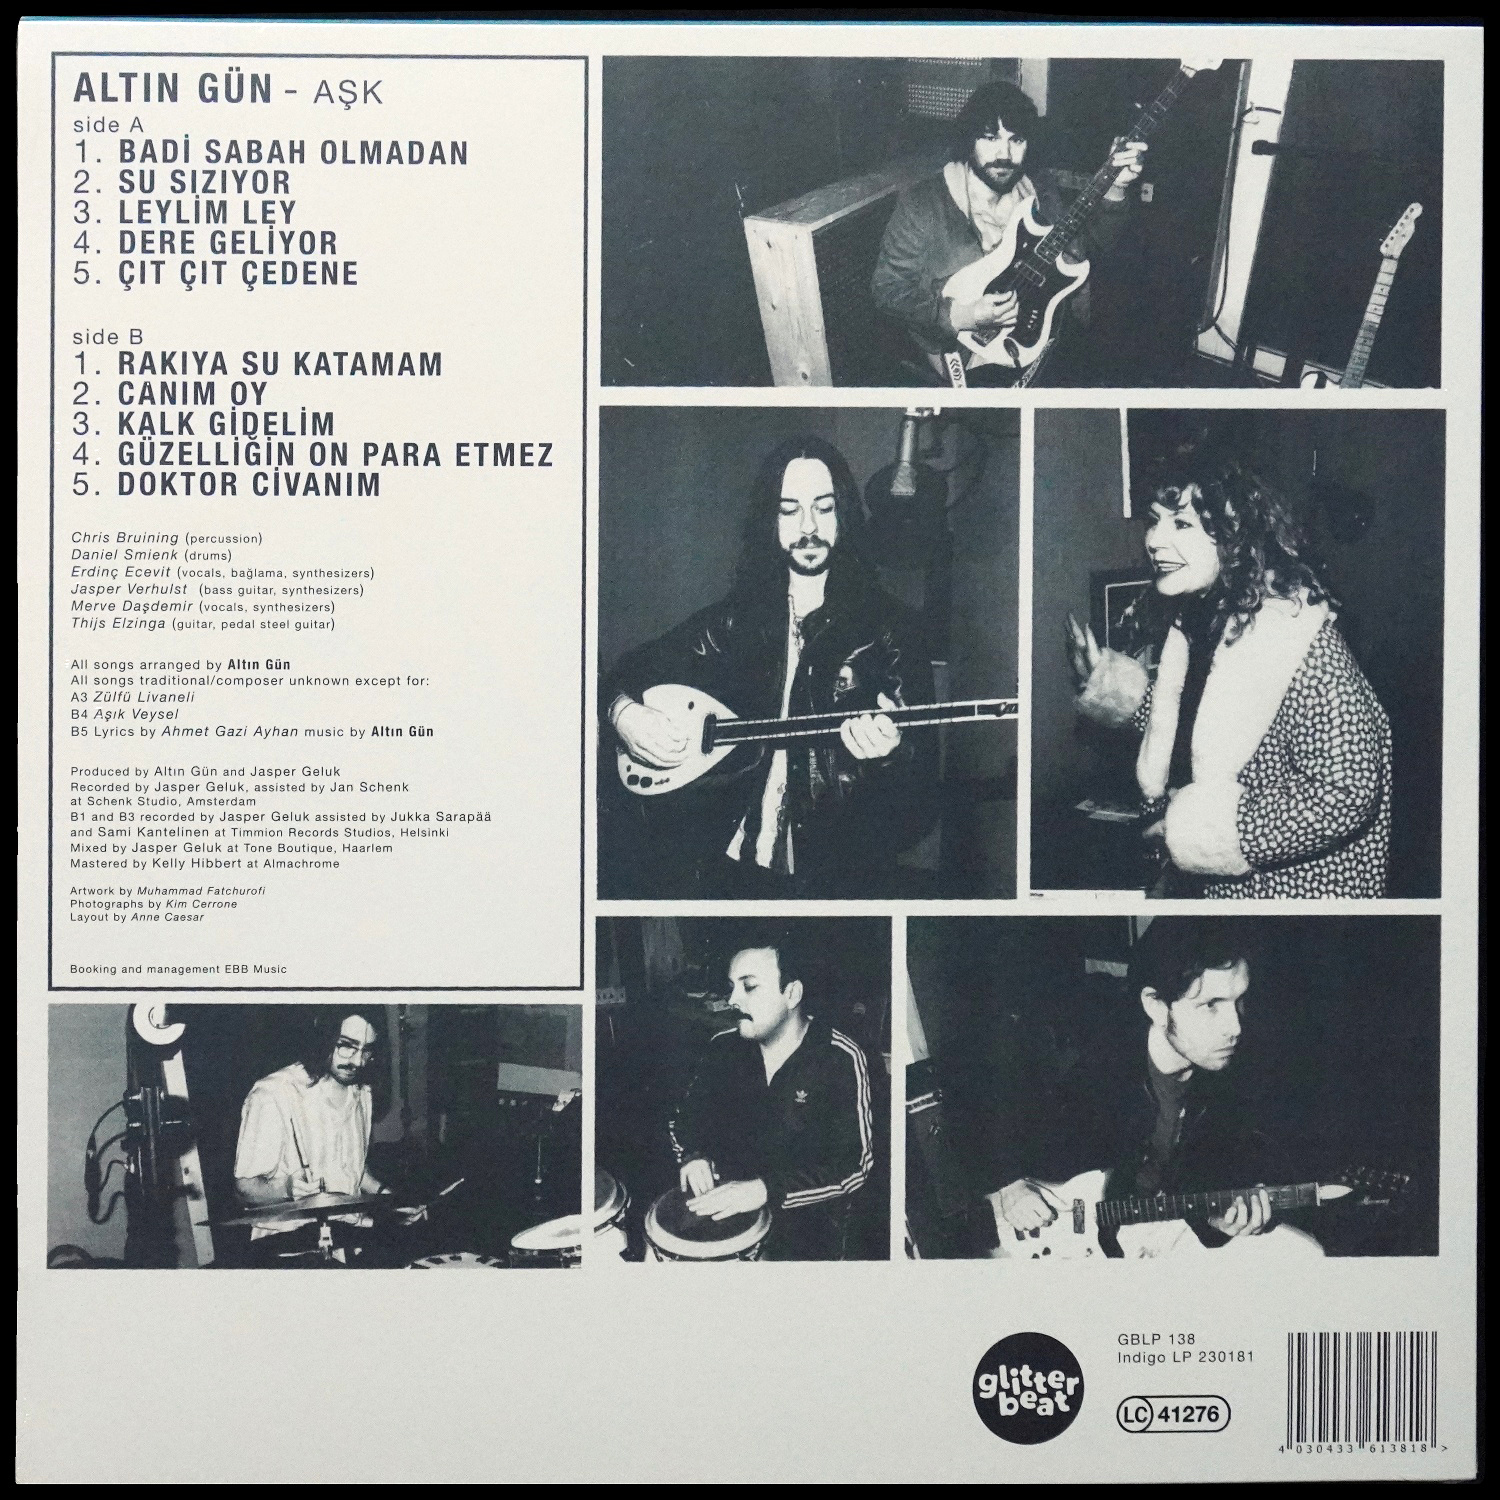 ALTIN GÜN - AŞK
side A
1. BADİ SABAH OLMADAN
2. SU SIZIYOR
3. LEYLİM LEY
4. DERE GELİYOR
5. ÇIT ÇIT ÇEDENE
side B
1. RAKIYA SU KATAMAM
2. CANIM OY
3. KALK GİDELİM
4. GÜZELLİĞİN ON PARA ETMEZ
5. DOKTOR CİVANIM
Chris Bruining (percussion)
Daniel Smienk (drums)
Erdinç Ecevit (vocals, bağlama, synthesizers)
Jasper Verhulst (bass guitar, synthesizers)
Merve Daşdemir (vocals, synthesizers)
Thijs Elzinga (guitar, pedal steel guitar)
All songs arranged by Altın Gün
All songs traditional/composer unknown except for:
A3 Zülfü Livaneli
B4 Aşık Veysel
B5 Lyrics by Ahmet Gazi Ayhan music by Altın Gün
Produced by Altın Gün and Jasper Geluk
Recorded by Jasper Geluk, assisted by Jan Schenk
at Schenk Studio, Amsterdam
B1 and B3 recorded by Jasper Geluk assisted by Jukka Sarapää
and Sami Kantelinen at Timmion Records Studios, Helsinki
Mixed by Jasper Geluk at Tone Boutique, Haarlem
Mastered by Kelly Hibbert at Almachrome
Artwork by Muhammad Fatchurofi
Photographs by Kim Cerrone
Layout by Anne Caesar
Booking and management EBB Music
glitter
beat
GBLP 138
Indigo LP 230181
LC 41276
4 030433 613818 >